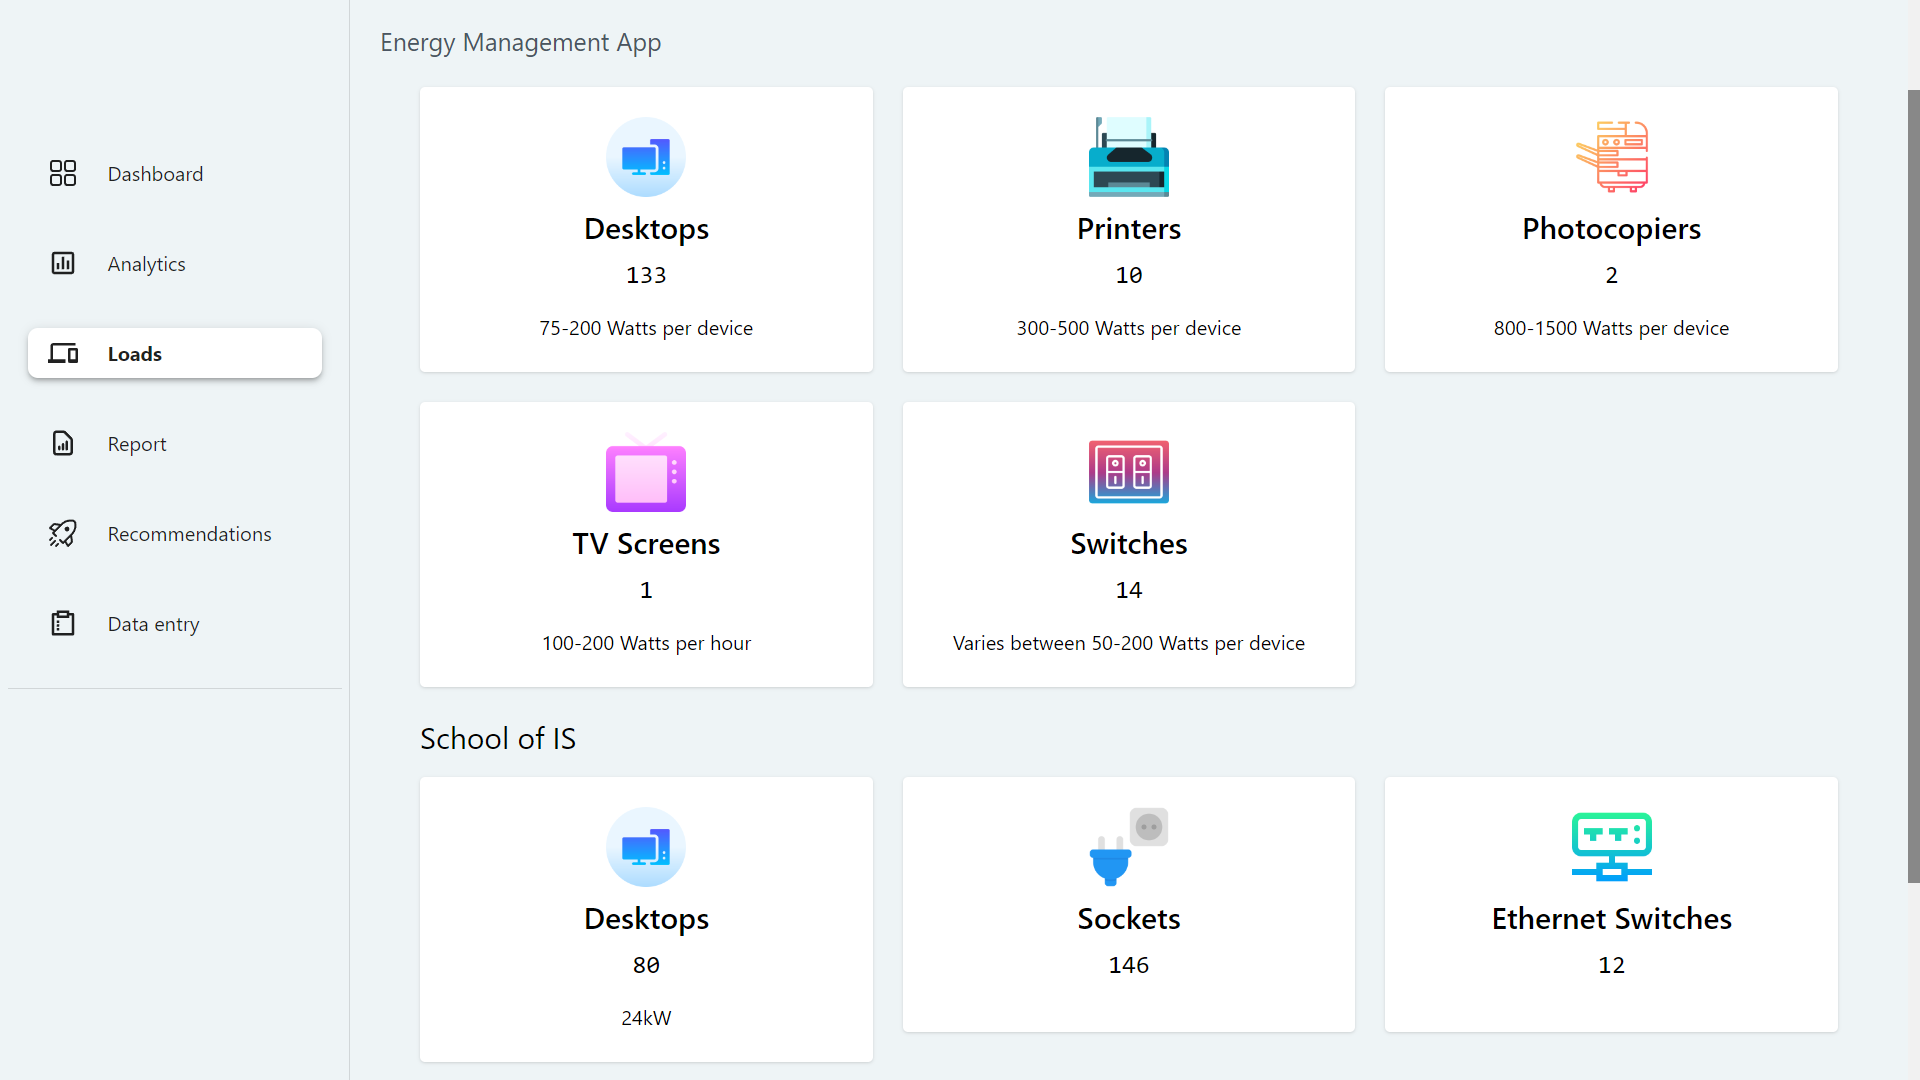 Energy Management App
Dashboard
Analytics
Loads
Report
Recommendations
Data entry
Desktops
133
75-200 Watts per device
Printers
10
300-500 Watts per device
Photocopiers
2
800-1500 Watts per device
TV Screens
1
100-200 Watts per hour
Switches
14
Varies between 50-200 Watts per device
School of IS
Desktops
80
24kW
Sockets
146
Ethernet Switches
12